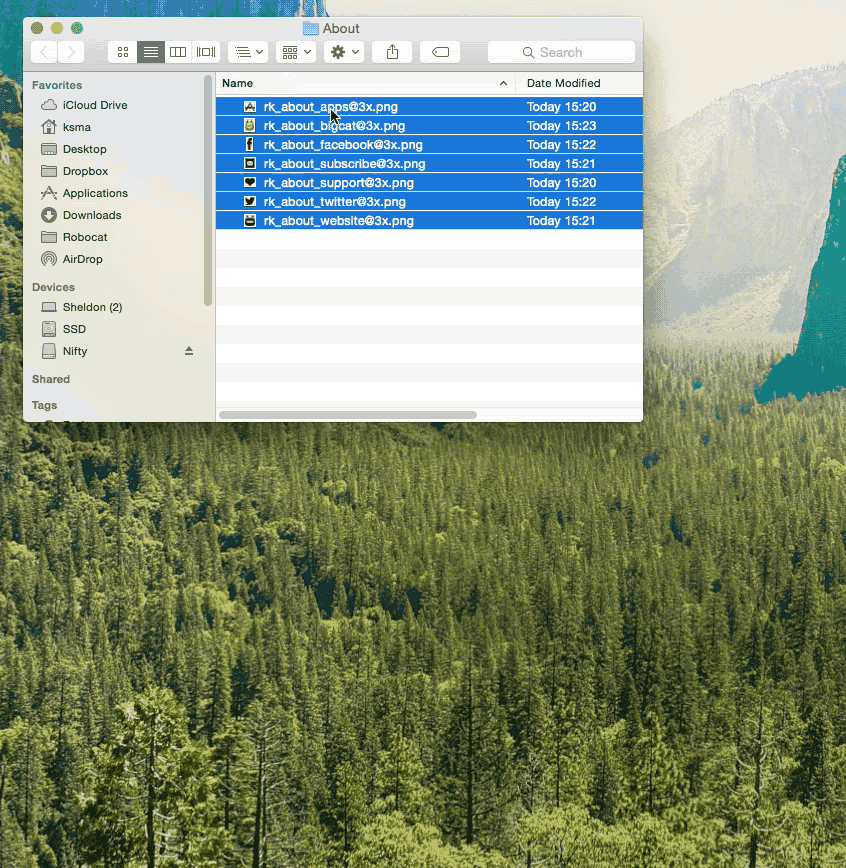 About
Search
Favorites
iCloud Drive
ksma
Desktop
Dropbox
Applications
Downloads
Robocat
AirDrop
Devices
Sheldon (2)
SSD
Nifty
Shared
Tags
Name Date Modified
rk_about_apps@3x.png Today 15:20
rk_about_bigcat@3x.png Today 15:23
rk_about_facebook@3x.png Today 15:22
rk_about_subscribe@3x.png Today 15:21
rk_about_support@3x.png Today 15:20
rk_about_twitter@3x.png Today 15:22
rk_about_website@3x.png Today 15:21